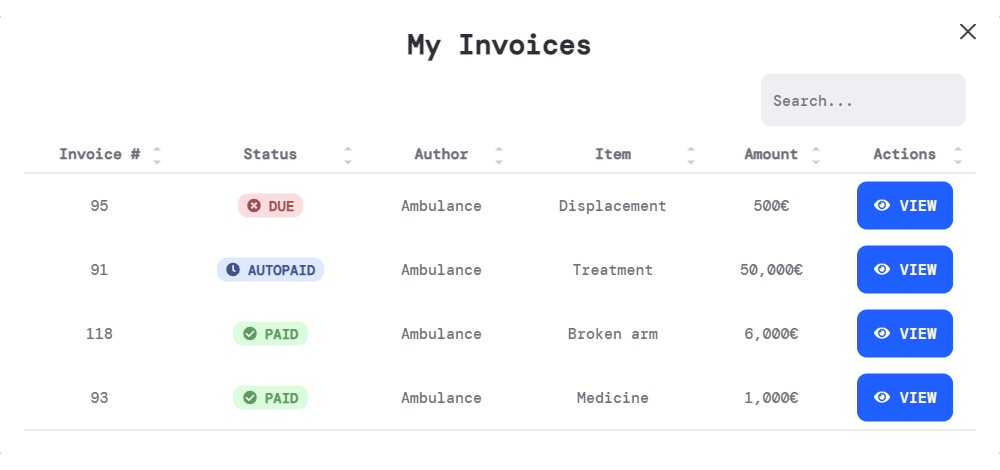 My Invoices
Search...
Invoice # Status Author Item Amount Actions
95 DUE Ambulance Displacement 500€ VIEW
91 AUTOPAID Ambulance Treatment 50,000€ VIEW
118 PAID Ambulance Broken arm 6,000€ VIEW
93 PAID Ambulance Medicine 1,000€ VIEW